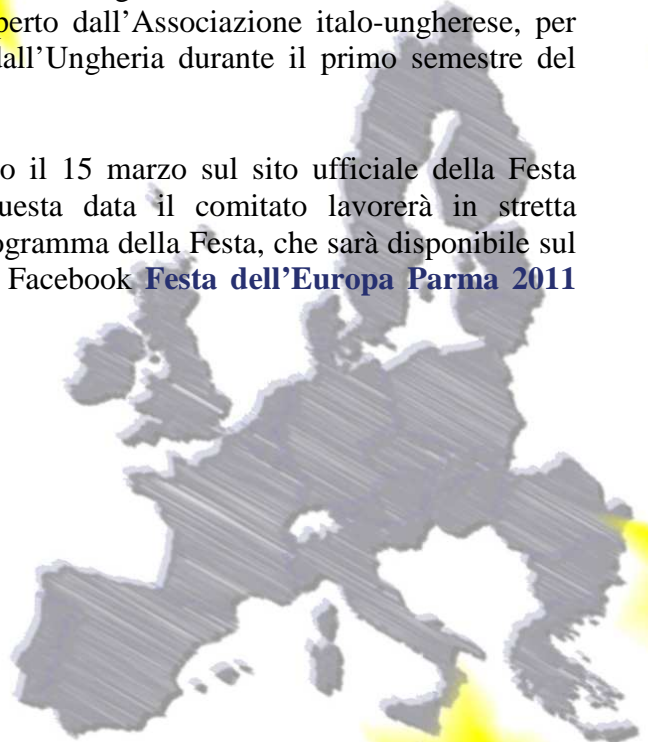 perto dall'Associazione italo-ungherese, per
dall'Ungheria durante il primo semestre del
o il 15 marzo sul sito ufficiale della Festa
uesta data il comitato lavorerà in stretta
ogramma della Festa, che sarà disponibile sul
Facebook Festa dell'Europa Parma 2011